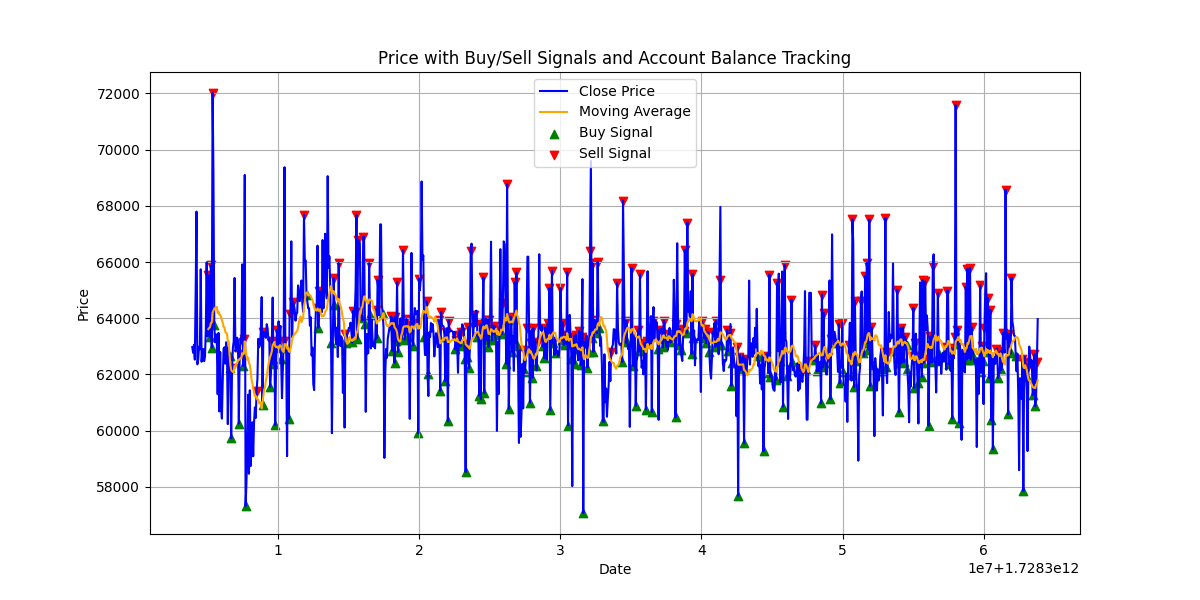 Price with Buy/Sell Signals and Account Balance Tracking
Close Price
Moving Average
Buy Signal
Sell Signal
72000
70000
68000
66000
64000
62000
60000
58000
Price
1 2 3 4 5 6
Date
1e7+1.7283e12